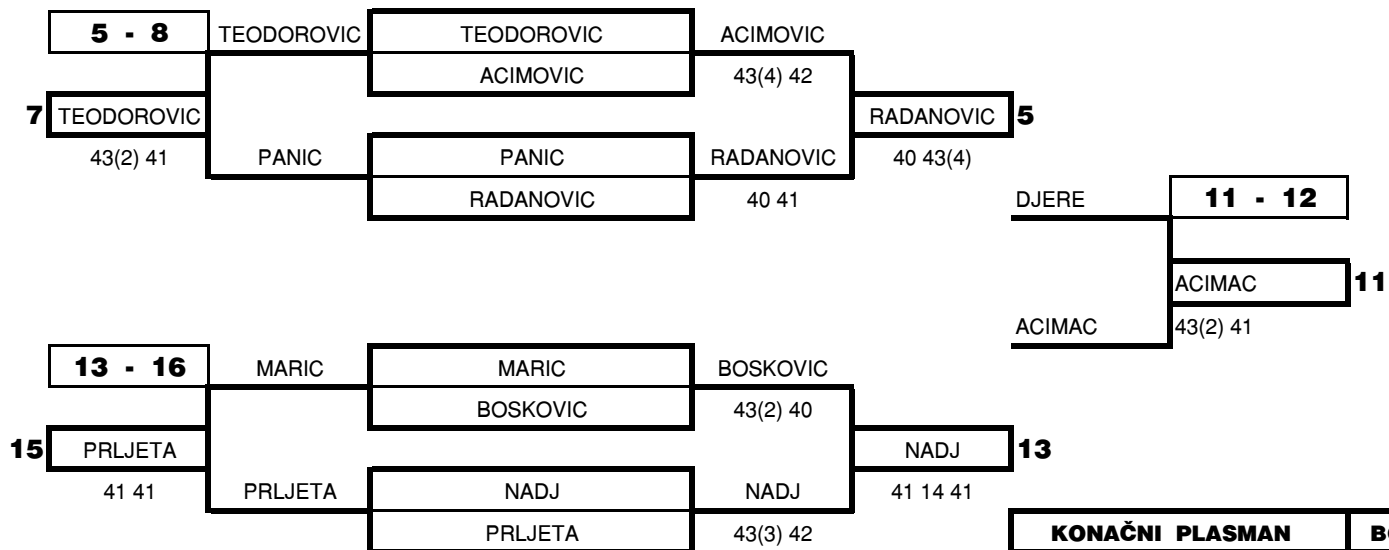 5 - 8 TEODOROVIC TEODOROVIC ACIMOVIC
ACIMOVIC 43(4) 42
7 TEODOROVIC RADANOVIC 5
43(2) 41 PANIC PANIC RADANOVIC 40 43(4)
RADANOVIC 40 41 DJERE 11 - 12
ACIMAC 11
ACIMAC 43(2) 41
13 - 16 MARIC MARIC BOSKOVIC
BOSKOVIC 43(2) 40
15 PRLJETA NADJ 13
41 41 PRLJETA NADJ NADJ 41 14 41
PRLJETA 43(3) 42 KONAČNI PLASMAN